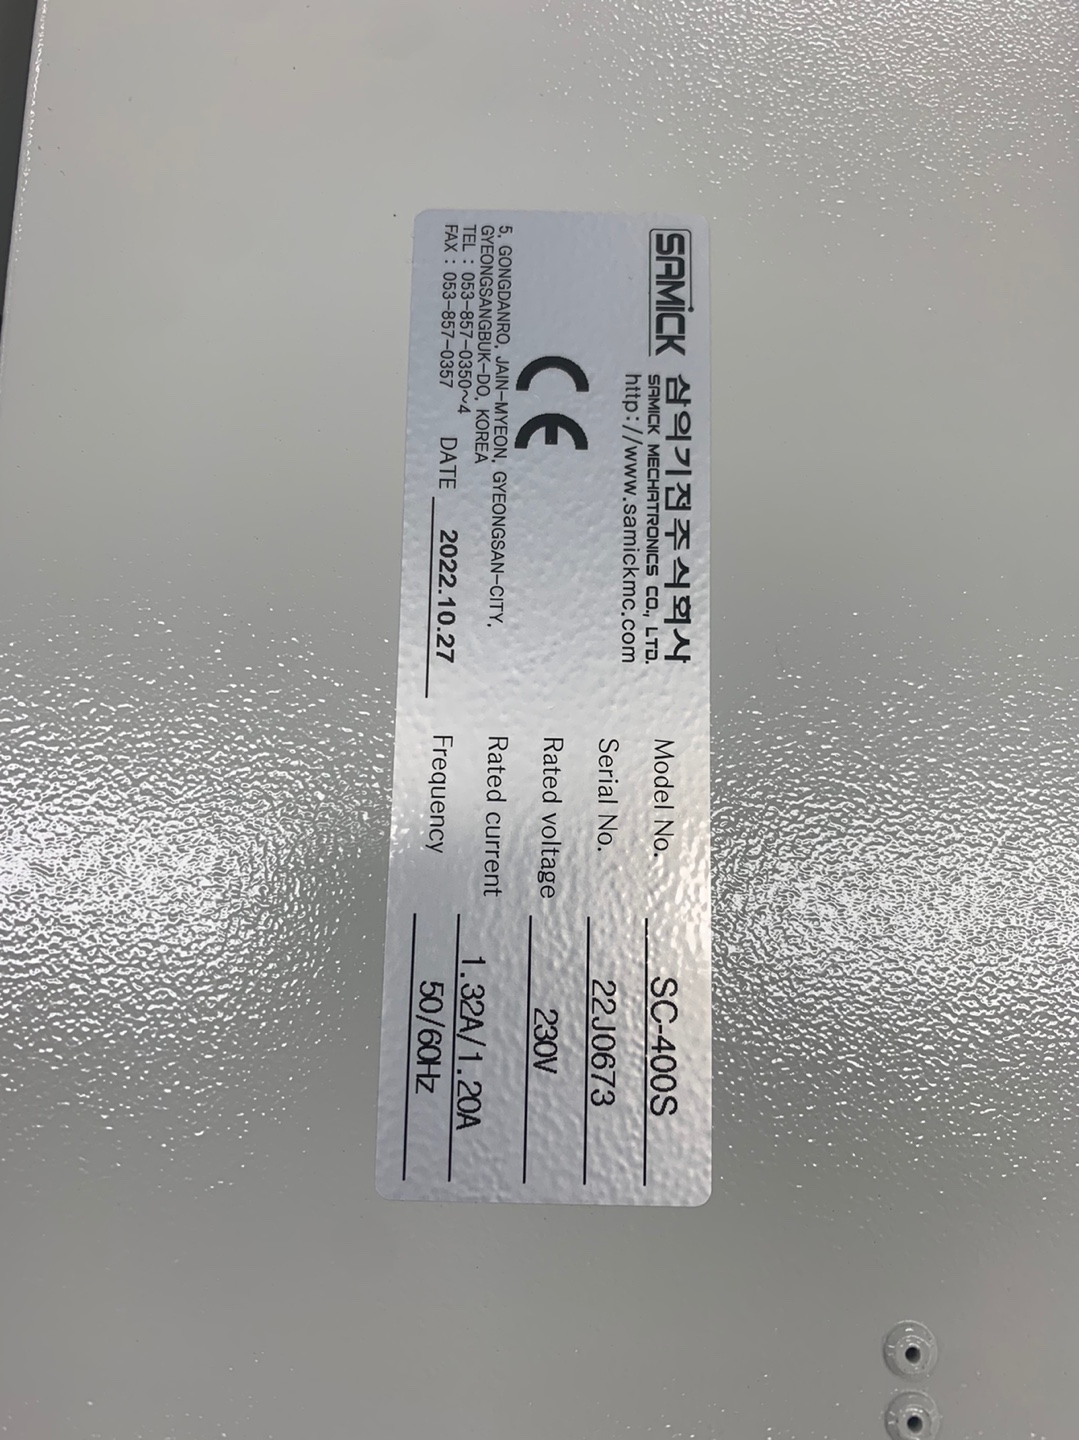 SAMICK 삼익기전주식회사
SAMICK MECHATRONICS CO., LTD.
http://www.samickmc.com
CE
5, GONGDANRO, JAIN-MYEON, GYEONGSAN-CITY,
GYEONGSANGBUK-DO, KOREA
TEL : 053-857-0350~4
FAX : 053-857-0357
DATE 2022.10.27
Model No. SC-400S
Serial No. 22J0673
Rated voltage 230V
Rated current 1.32A/1.20A
Frequency 50/60Hz